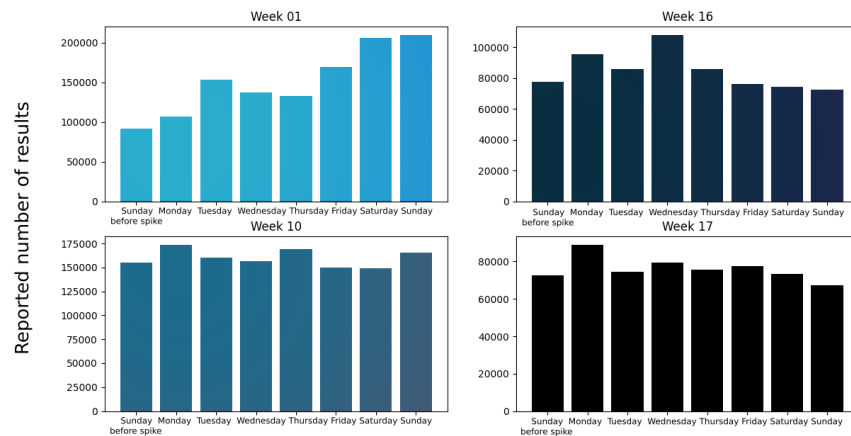 Reported number of results
Week 01
200000
150000
100000
50000
0
Sunday before spike Monday Tuesday Wednesday Thursday Friday Saturday Sunday
Week 16
100000
80000
60000
40000
20000
0
Sunday before spike Monday Tuesday Wednesday Thursday Friday Saturday Sunday
Week 10
175000
150000
125000
100000
75000
50000
25000
0
Sunday before spike Monday Tuesday Wednesday Thursday Friday Saturday Sunday
Week 17
80000
60000
40000
20000
0
Sunday before spike Monday Tuesday Wednesday Thursday Friday Saturday Sunday